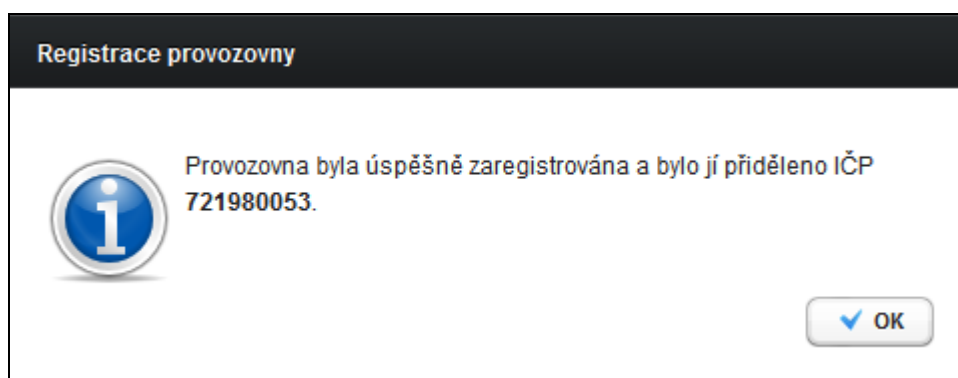 Registrace provozovny
Provozovna byla úspěšně zaregistrována a bylo jí přiděleno IČP
721980053.
OK